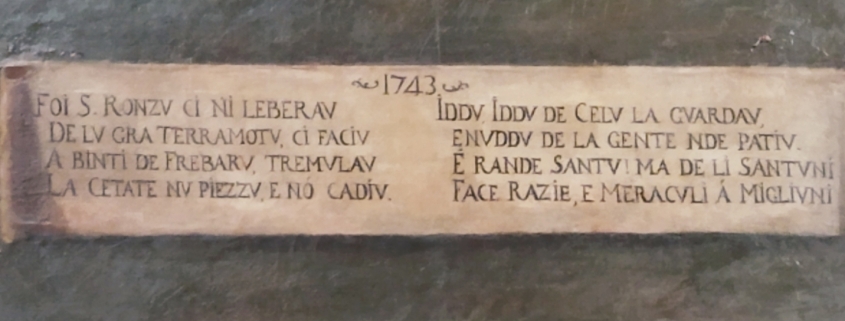 1743
FOI S. RONZV CI NI LEBERAV
DE LV GRA TERRAMOTV, CI FACIV
A BINTI DE FREBARV, TREMVLAV
LA CETATE NV PIEZZV, E NÓ CADIV.
IDDV, IDDV DE CELV LA GVARDAV,
ENVDDV DE LA GENTE NDE PATIV.
É RANDE SANTV! MA DE LI SANTVNI
FACE RAZIE, E MERACVLI Á MIGLIVNI